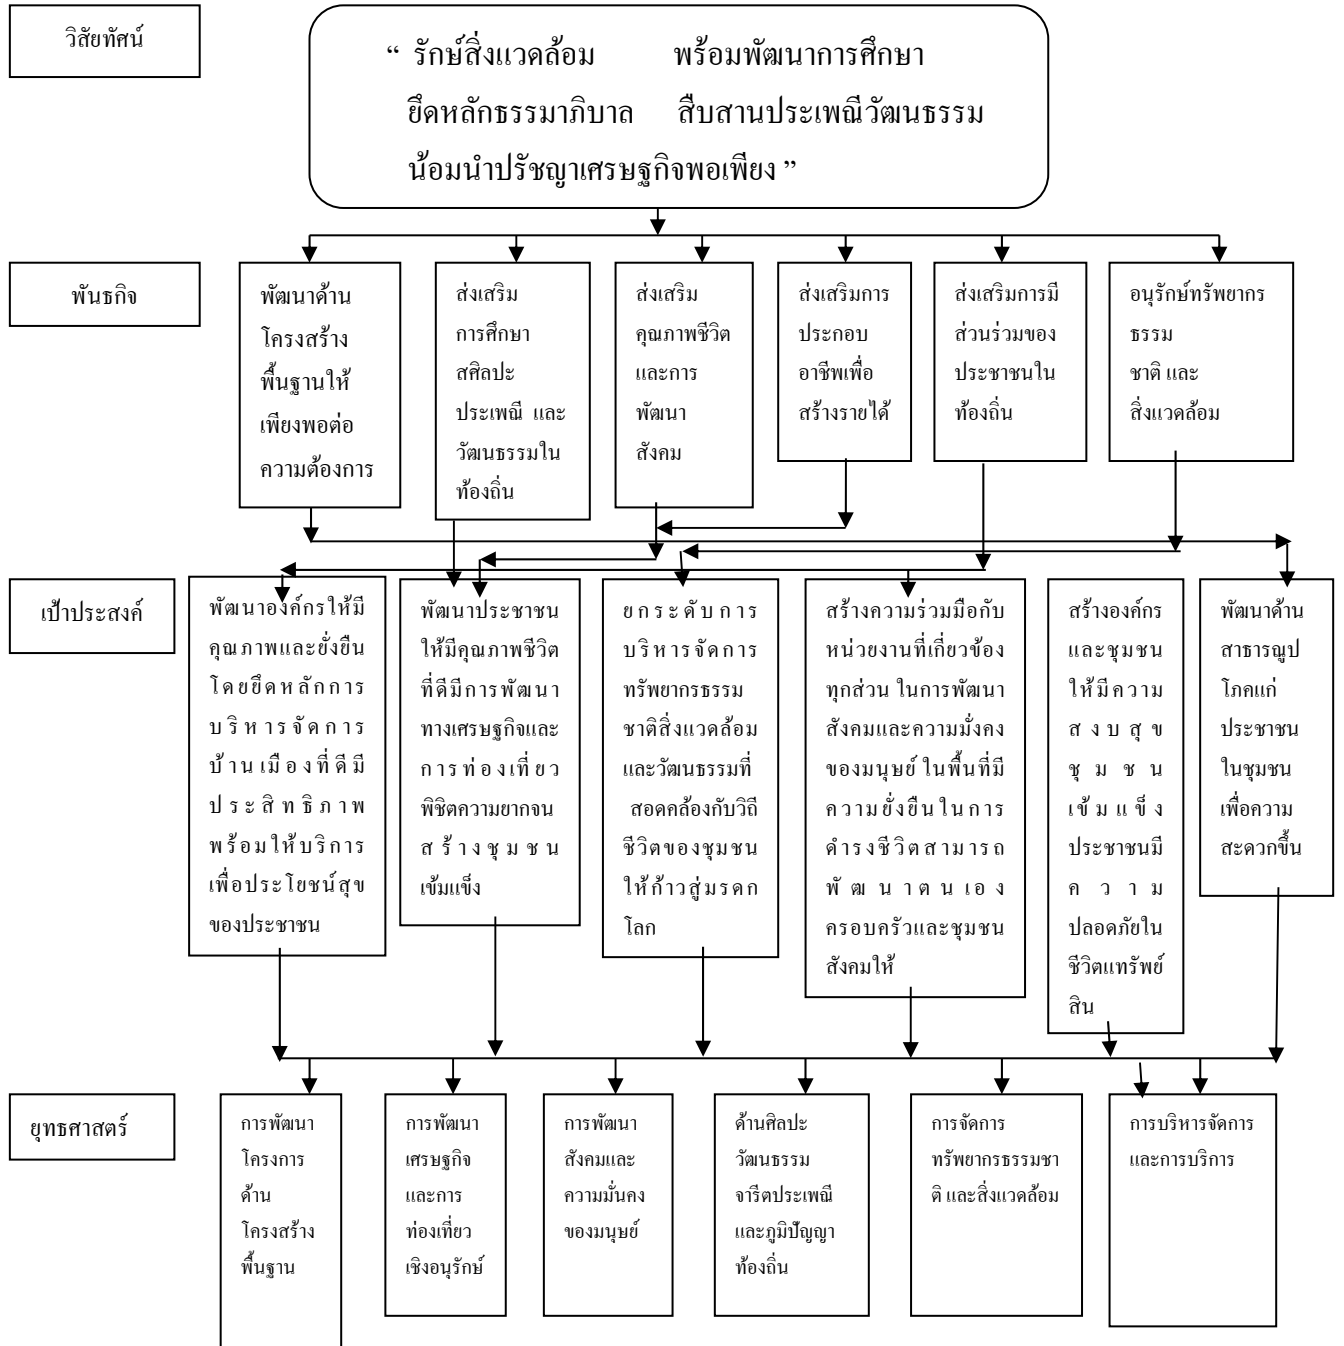 วิสัยทัศน์
“ รักษ์สิ่งแวดล้อม พร้อมพัฒนาการศึกษา
ยึดหลักธรรมาภิบาล สืบสานประเพณีวัฒนธรรม
น้อมนำปรัชญาเศรษฐกิจพอเพียง ”
พันธกิจ
พัฒนาด้าน
โครงสร้าง
พื้นฐานให้
เพียงพอต่อ
ความต้องการ
ส่งเสริม
การศึกษา
สศิลปะ
ประเพณี และ
วัฒนธรรมใน
ท้องถิ่น
ส่งเสริม
คุณภาพชีวิต
และการ
พัฒนา
สังคม
ส่งเสริมการ
ประกอบ
อาชีพเพื่อ
สร้างรายได้
ส่งเสริมการมี
ส่วนร่วมของ
ประชาชนใน
ท้องถิ่น
อนุรักษ์ทรัพยากร
ธรรม
ชาติ และ
สิ่งแวดล้อม
เป้าประสงค์
พัฒนาองค์กรให้มี
คุณภาพและยั่งยืน
โดยยึดหลักการ
บริหารจัดการ
บ้านเมืองที่ดีมี
ประสิทธิภาพ
พร้อมให้บริการ
เพื่อประโยชน์สุข
ของประชาชน
พัฒนาประชาชน
ให้มีคุณภาพชีวิต
ที่ดีมีการพัฒนา
ทางเศรษฐกิจและ
การท่องเที่ยว
พิชิตความยากจน
สร้างชุมชน
เข้มแข็ง
ยกระดับการ
บริหารจัดการ
ทรัพยากรธรรม
ชาติสิ่งแวดล้อม
และวัฒนธรรมที่
สอดคล้องกับวิถี
ชีวิตของชุมชน
ให้ก้าวสู่มรดก
โลก
สร้างความร่วมมือกับ
หน่วยงานที่เกี่ยวข้อง
ทุกส่วน ในการพัฒนา
สังคมและความมั่งคง
ของมนุษย์ ในพื้นที่มี
ความยั่งยืนในการ
ดำรงชีวิตสามารถ
พัฒนาตนเอง
ครอบครัวและชุมชน
สังคมให้
สร้างองค์กร
และชุมชน
ให้มีความ
สงบสุข
ชุมชน
เข้มแข็ง
ประชาชนมี
ความ
ปลอดภัยใน
ชีวิตแทรัพย์
สิน
พัฒนาด้าน
สาธารณูป
โภคแก่
ประชาชน
ในชุมชน
เพื่อความ
สะดวกขึ้น
ยุทธศาสตร์
การพัฒนา
โครงการ
ด้าน
โครงสร้าง
พื้นฐาน
การพัฒนา
เศรษฐกิจ
และการ
ท่องเที่ยว
เชิงอนุรักษ์
การพัฒนา
สังคมและ
ความมั่นคง
ของมนุษย์
ด้านศิลปะ
วัฒนธรรม
จารีตประเพณี
และภูมิปัญญา
ท้องถิ่น
การจัดการ
ทรัพยากรธรรมชา
ติ และสิ่งแวดล้อม
การบริหารจัดการ
และการบริการ